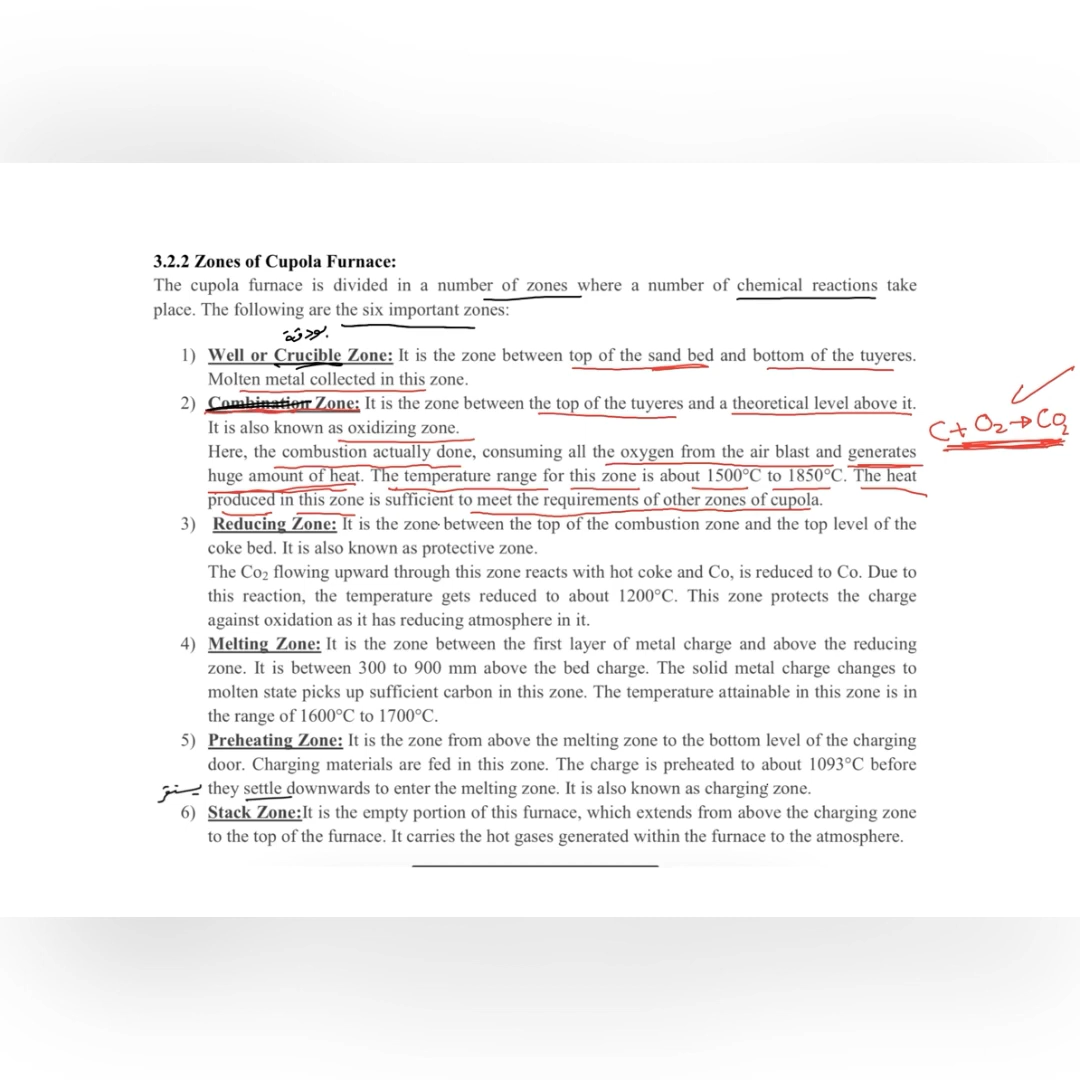 3.2.2 Zones of Cupola Furnace:
The cupola furnace is divided in a number of zones where a number of chemical reactions take
place. The following are the six important zones:
بودقة
1) Well or Crucible Zone: It is the zone between top of the sand bed and bottom of the tuyeres.
Molten metal collected in this zone.
2) Combination Zone: It is the zone between the top of the tuyeres and a theoretical level above it.
It is also known as oxidizing zone.
C + O2 → CO2
Here, the combustion actually done, consuming all the oxygen from the air blast and generates
huge amount of heat. The temperature range for this zone is about 1500°C to 1850°C. The heat
produced in this zone is sufficient to meet the requirements of other zones of cupola.
3) Reducing Zone: It is the zone between the top of the combustion zone and the top level of the
coke bed. It is also known as protective zone.
The Co2 flowing upward through this zone reacts with hot coke and Co, is reduced to Co. Due to
this reaction, the temperature gets reduced to about 1200°C. This zone protects the charge
against oxidation as it has reducing atmosphere in it.
4) Melting Zone: It is the zone between the first layer of metal charge and above the reducing
zone. It is between 300 to 900 mm above the bed charge. The solid metal charge changes to
molten state picks up sufficient carbon in this zone. The temperature attainable in this zone is in
the range of 1600°C to 1700°C.
5) Preheating Zone: It is the zone from above the melting zone to the bottom level of the charging
door. Charging materials are fed in this zone. The charge is preheated to about 1093°C before
they settle downwards to enter the melting zone. It is also known as charging zone.
6) Stack Zone:It is the empty portion of this furnace, which extends from above the charging zone
to the top of the furnace. It carries the hot gases generated within the furnace to the atmosphere.